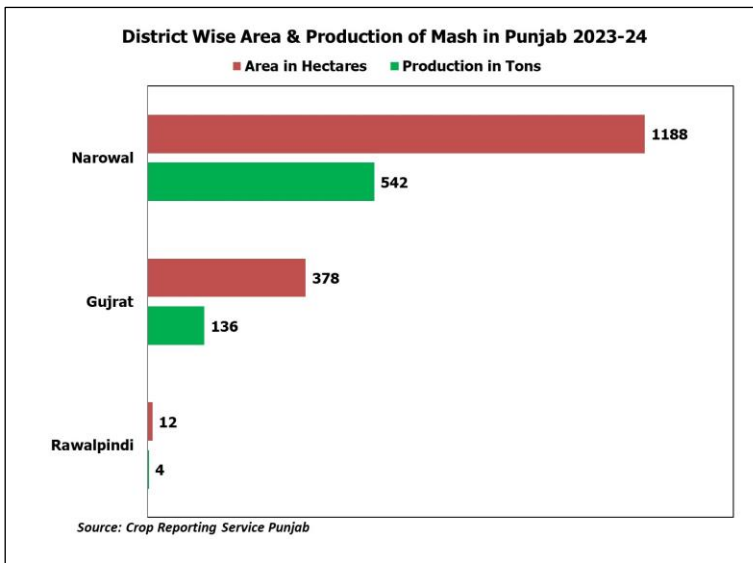 District Wise Area & Production of Mash in Punjab 2023-24
Area in Hectares Production in Tons
Narowal
1188
542
Gujrat
378
136
Rawalpindi
12
4
Source: Crop Reporting Service Punjab